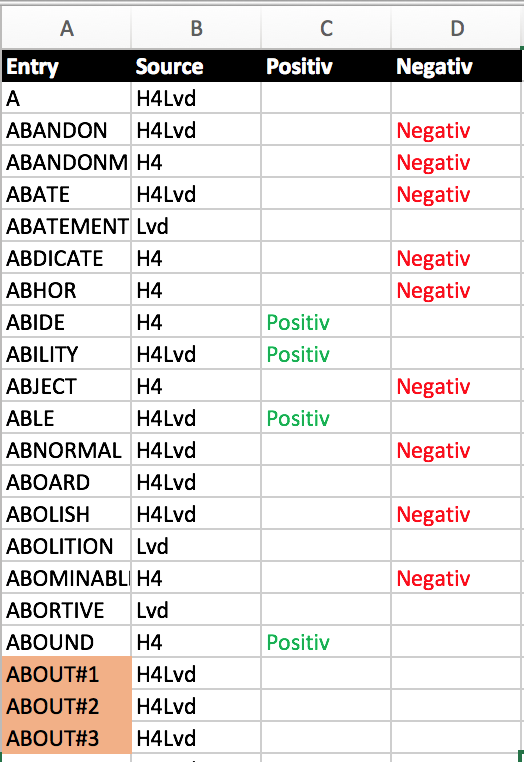 A B C D
Entry Source Positiv Negativ
A H4Lvd
ABANDON H4Lvd Negativ
ABANDONM H4 Negativ
ABATE H4Lvd Negativ
ABATEMENT Lvd
ABDICATE H4 Negativ
ABHOR H4 Negativ
ABIDE H4 Positiv
ABILITY H4Lvd Positiv
ABJECT H4 Negativ
ABLE H4Lvd Positiv
ABNORMAL H4Lvd Negativ
ABOARD H4Lvd
ABOLISH H4Lvd Negativ
ABOLITION Lvd
ABOMINABL H4 Negativ
ABORTIVE Lvd
ABOUND H4 Positiv
ABOUT#1 H4Lvd
ABOUT#2 H4Lvd
ABOUT#3 H4Lvd